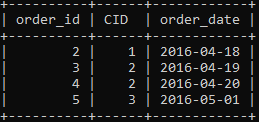 +----------+------+------------+
| order_id | CID  | order_date |
+----------+------+------------+
|        2 |    1 | 2016-04-18 |
|        3 |    2 | 2016-04-19 |
|        4 |    2 | 2016-04-20 |
|        5 |    3 | 2016-05-01 |
+----------+------+------------+